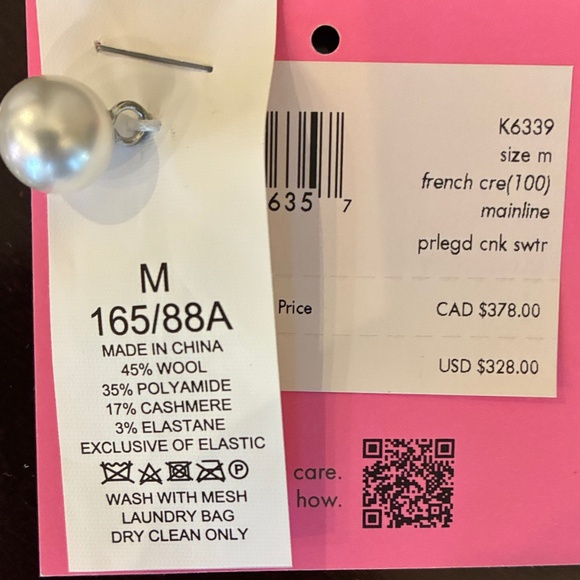 M
165/88A
MADE IN CHINA
45% WOOL
35% POLYAMIDE
17% CASHMERE
3% ELASTANE
EXCLUSIVE OF ELASTIC
P
WASH WITH MESH
LAUNDRY BAG
DRY CLEAN ONLY
635 7
K6339
size m
french cre(100)
mainline
prlegd cnk swtr
Price CAD $378.00
USD $328.00
care.
how.